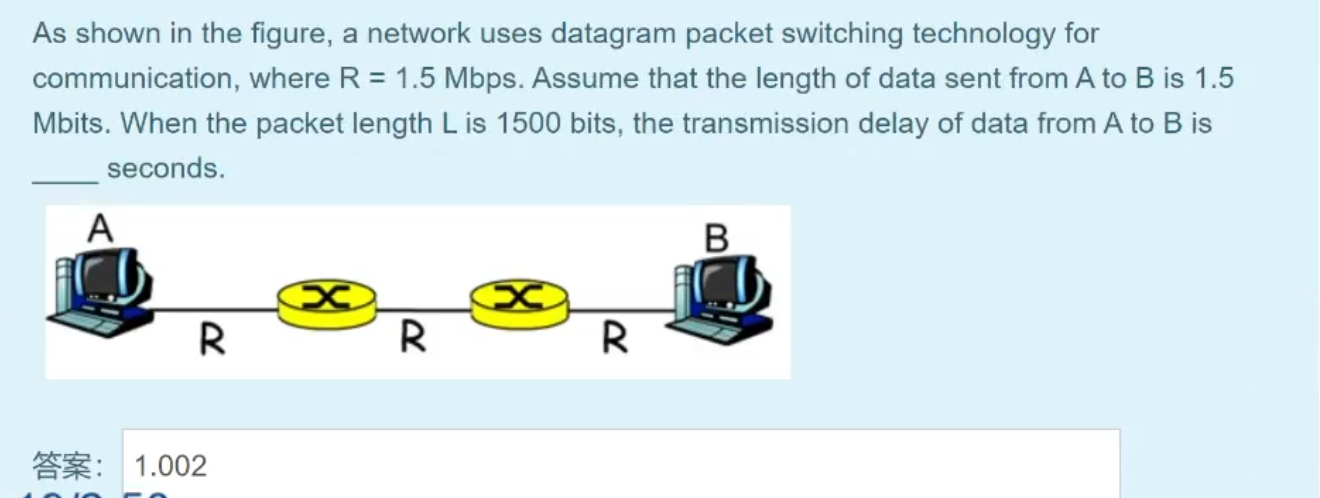 As shown in the figure, a network uses datagram packet switching technology for
communication, where R = 1.5 Mbps. Assume that the length of data sent from A to B is 1.5
Mbits. When the packet length L is 1500 bits, the transmission delay of data from A to B is
____ seconds.
A
B
R
R
R
答案：
1.002